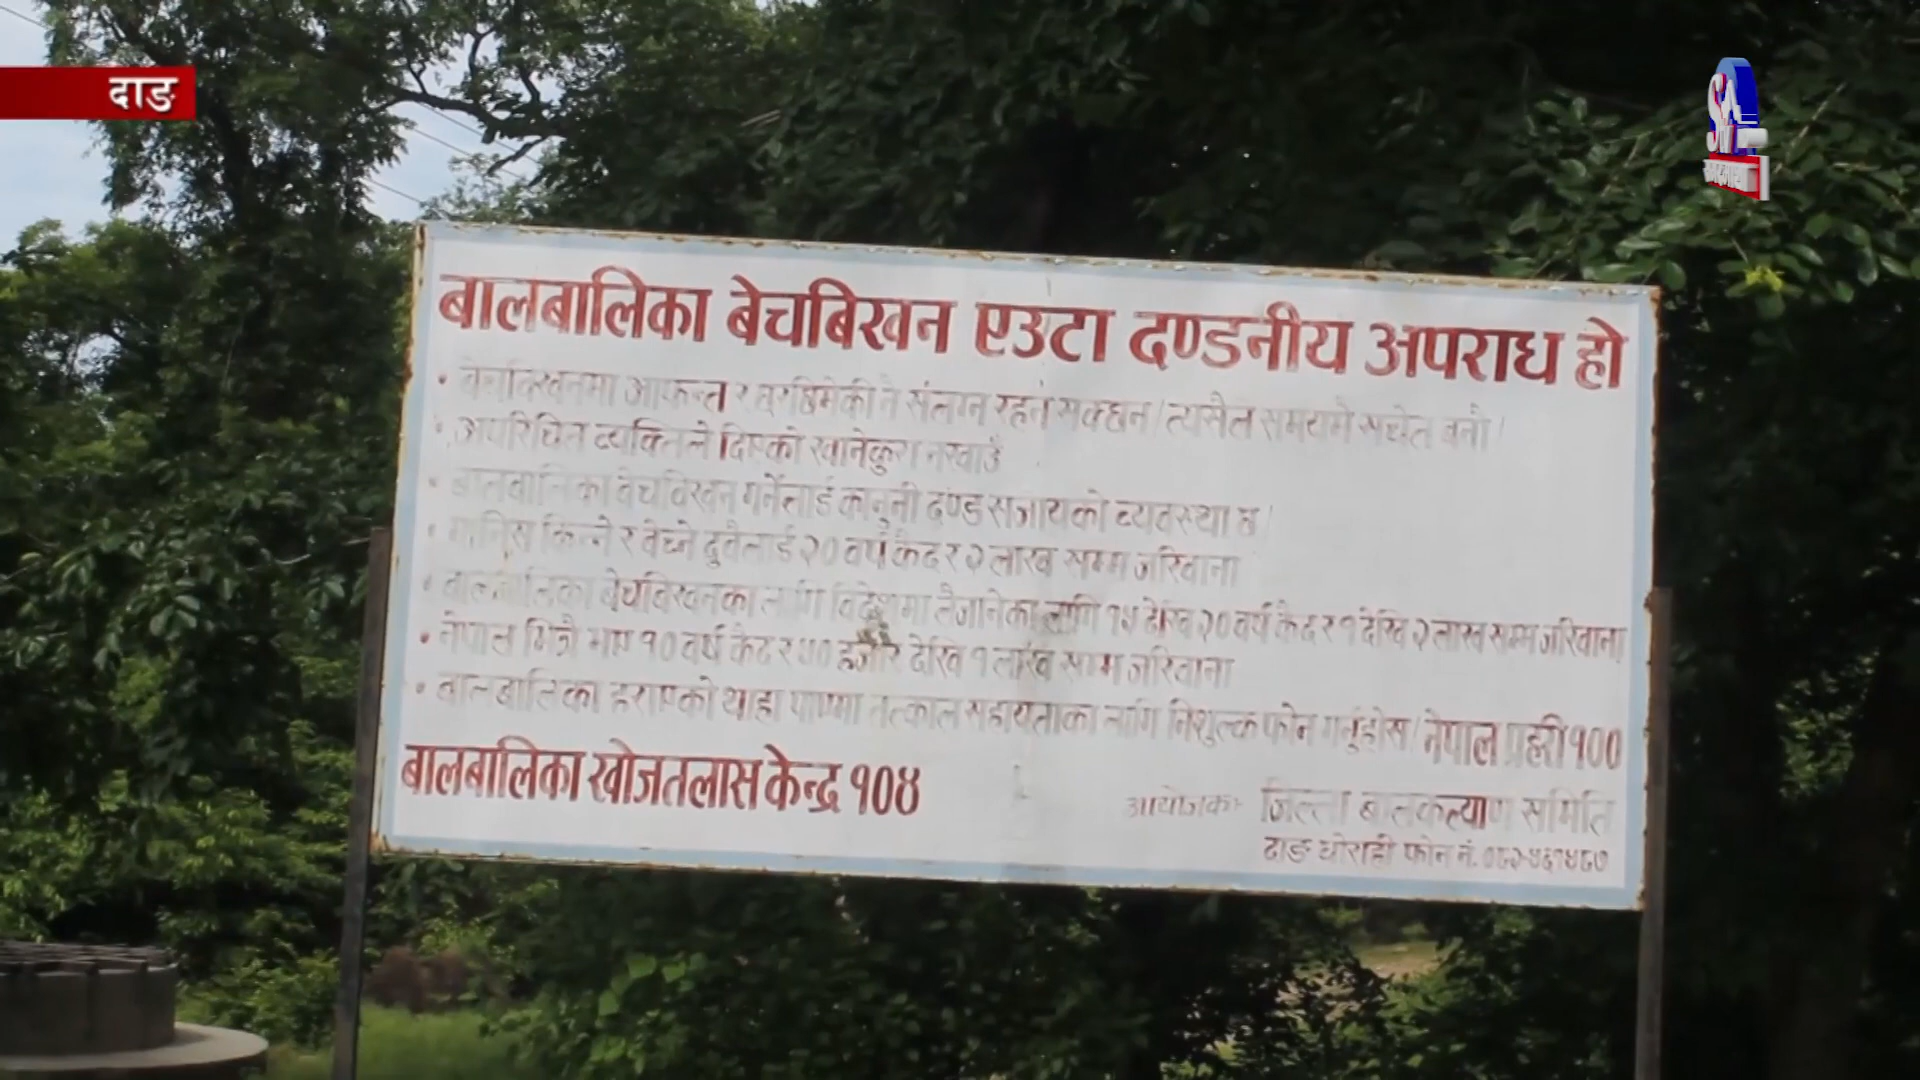 दाङ
बालबालिका बेचबिखन एउटा दण्डनीय अपराध हो
• बेचबिखनमा आफन्त र छरछिमेकी नै संलग्न रहन सक्छन। त्यसैले समयमै सचेत बनौं।
• अपरिचित व्यक्तिले दिएको खानेकुरा नखाउँ
• बालबालिका बेचबिखन गर्नेलाई कानूनी दण्ड सजायको व्यवस्था छ।
• मानिस किन्ने र बेच्ने दुवैलाई २० वर्ष कैद र २ लाख सम्म जरिवाना
• बालबालिका बेचबिखनका लागि विदेशमा लैजानेका लागि १५ देखि २० वर्ष कैद र १ देखि २ लाख सम्म जरिवाना
• नेपाल भित्रै भए १० वर्ष कैद र ५० हजार देखि १ लाख सम्म जरिवाना
• बालबालिका हराएको थाहा पाएमा तत्काल सहायताका लागि निशुल्क फोन गर्नुहोस। नेपाल प्रहरी १००
बालबालिका खोजतलास केन्द्र १०४
आयोजकः जिल्ला बालकल्याण समिति
दाङ घोराही फोन नं.